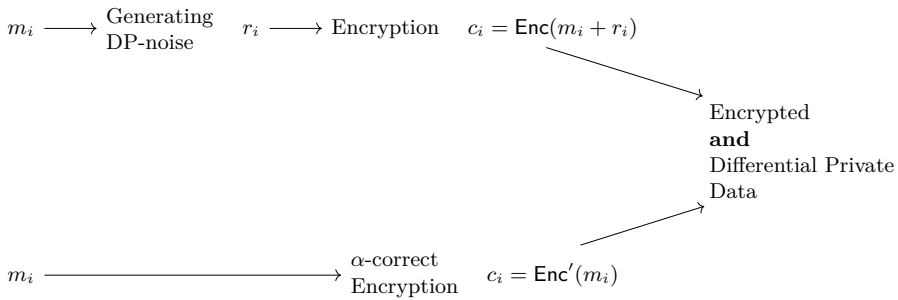 m_i Generating DP-noise r_i Encryption c_i = Enc(m_i + r_i)
Encrypted
and
Differential Private
Data
m_i α-correct Encryption c_i = Enc′(m_i)